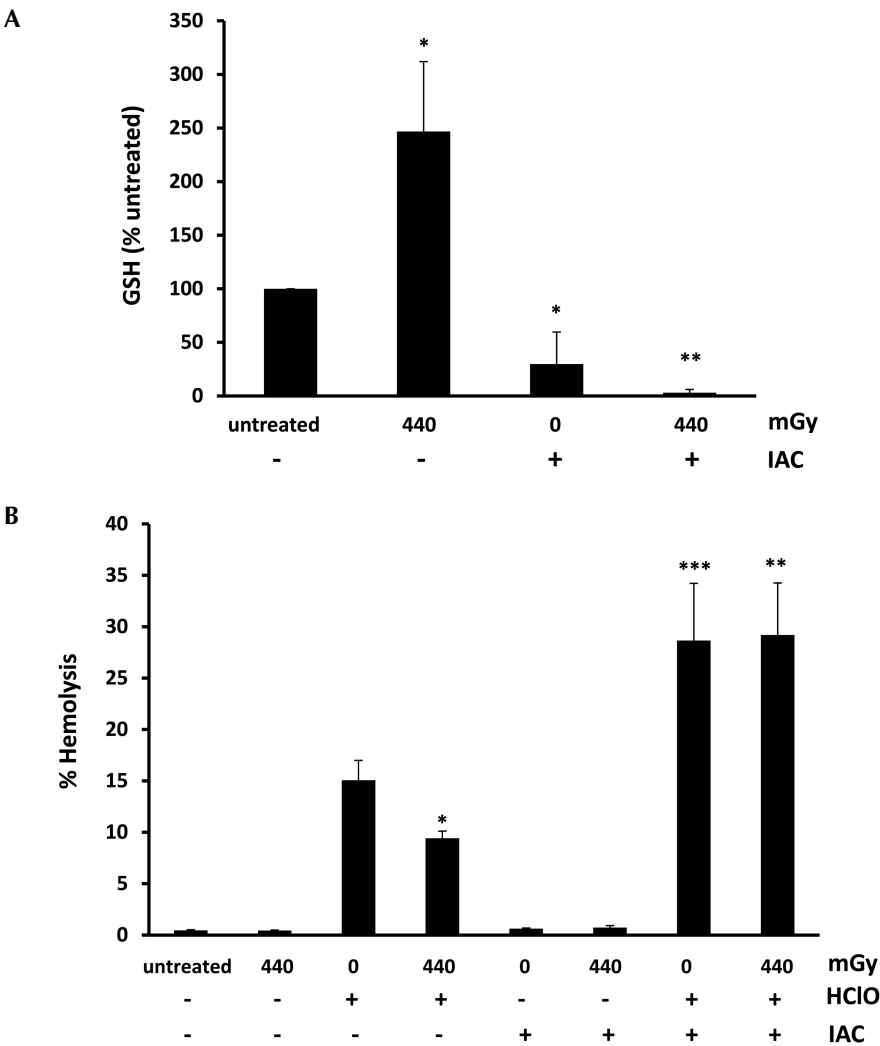 A
GSH (% untreated)
350
300
250
200
150
100
50
0
*
*
**
untreated 440 0 440 mGy
- - + + IAC
B
% Hemolysis
40
35
30
25
20
15
10
5
0
*
***
**
untreated 440 0 440 0 440 0 440 mGy
- - + + - - + + HClO
- - - - + + + + IAC